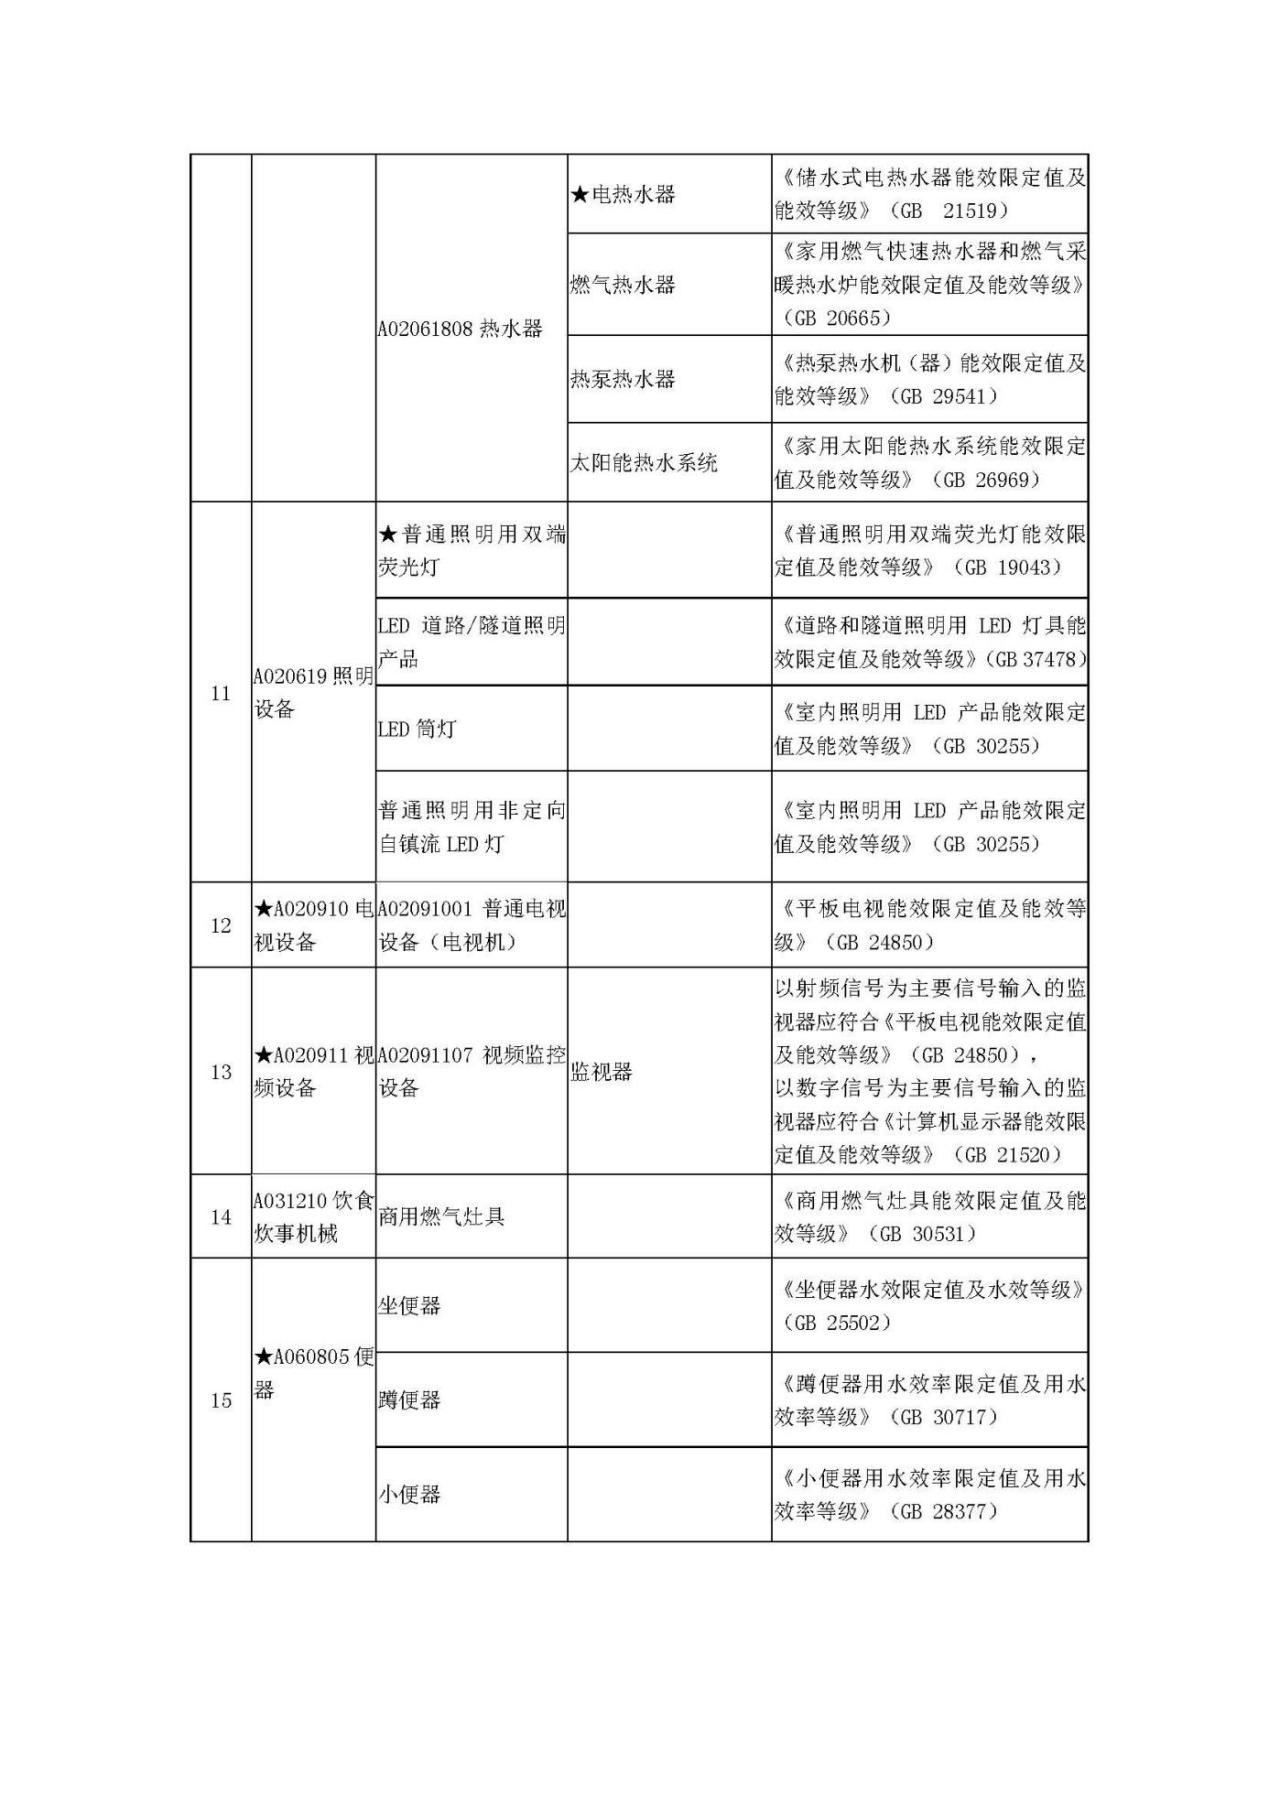 A02061808 热水器
★电热水器
《储水式电热水器能效限定值及
能效等级》（GB 21519）
燃气热水器
《家用燃气快速热水器和燃气采
暖热水炉能效限定值及能效等级》
（GB 20665）
热泵热水器
《热泵热水机（器）能效限定值及
能效等级》（GB 29541）
太阳能热水系统
《家用太阳能热水系统能效限定
值及能效等级》（GB 26969）
11
A020619 照明
设备
★普通照明用双端
荧光灯
《普通照明用双端荧光灯能效限
定值及能效等级》（GB 19043）
LED 道路/隧道照明
产品
《道路和隧道照明用 LED 灯具能
效限定值及能效等级》（GB 37478）
LED 筒灯
《室内照明用 LED 产品能效限定
值及能效等级》（GB 30255）
普通照明用非定向
自镇流 LED 灯
《室内照明用 LED 产品能效限定
值及能效等级》（GB 30255）
12
★A020910 电
视设备
A02091001 普通电视
设备（电视机）
《平板电视能效限定值及能效等
级》（GB 24850）
13
★A020911 视
频设备
A02091107 视频监控
设备
监视器
以射频信号为主要信号输入的监
视器应符合《平板电视能效限定值
及能效等级》（GB 24850），
以数字信号为主要信号输入的监
视器应符合《计算机显示器能效限
定值及能效等级》（GB 21520）
14
A031210 饮食
炊事机械
商用燃气灶具
《商用燃气灶具能效限定值及能
效等级》（GB 30531）
15
★A060805 便
器
坐便器
《坐便器水效限定值及水效等级》
（GB 25502）
蹲便器
《蹲便器用水效率限定值及用水
效率等级》（GB 30717）
小便器
《小便器用水效率限定值及用水
效率等级》（GB 28377）